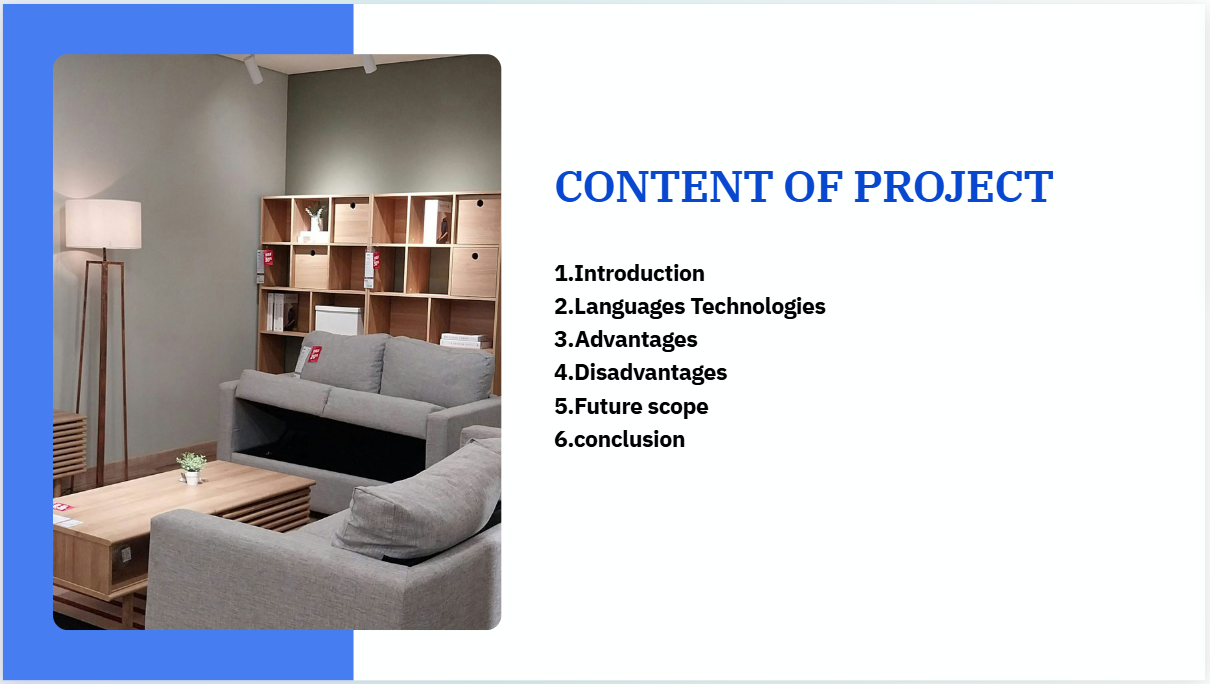 CONTENT OF PROJECT
1.Introduction
2.Languages Technologies
3.Advantages
4.Disadvantages
5.Future scope
6.conclusion